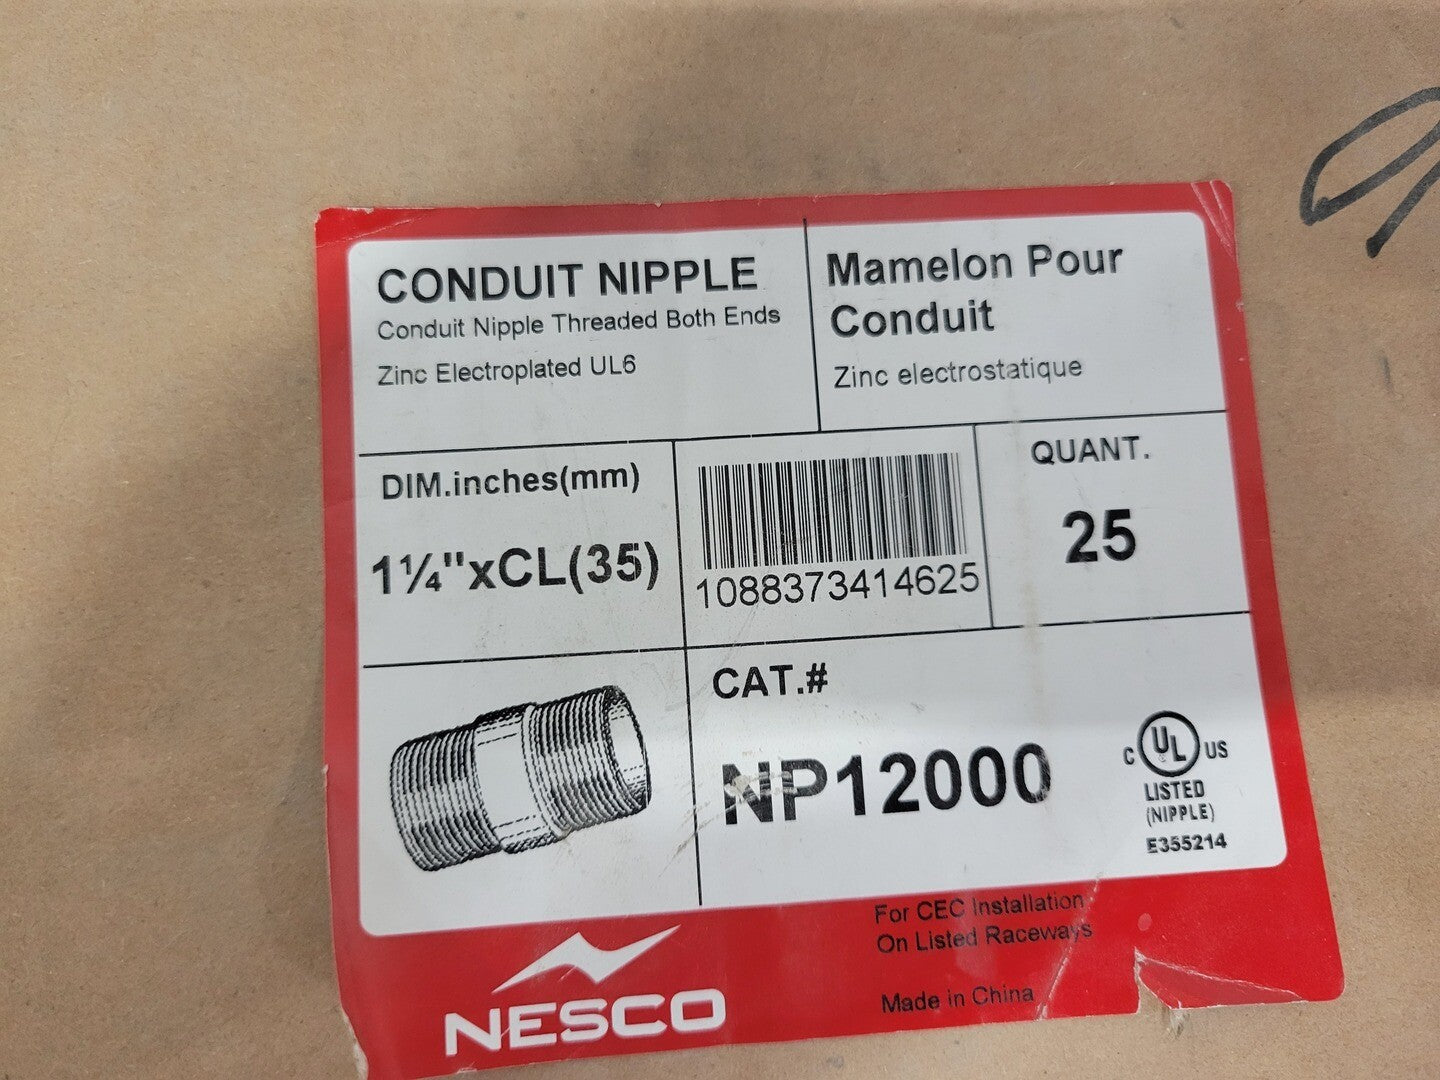 CONDUIT NIPPLE
Conduit Nipple Threaded Both Ends
Zinc Electroplated UL6
Mamelon Pour
Conduit
Zinc electrostatique
DIM.inches(mm)
1¼"xCL(35)
1088373414625
QUANT.
25
CAT.#
NP12000
C UL US
LISTED
(NIPPLE)
E355214
For CEC Installation
On Listed Raceways
Made in China
NESCO